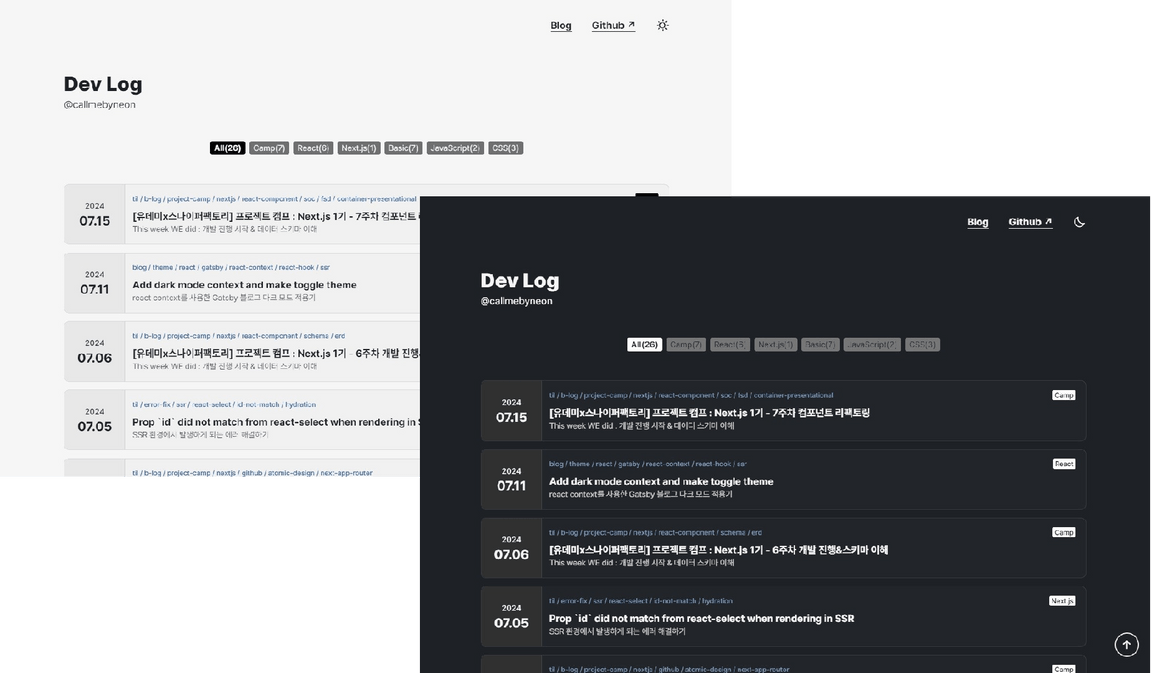 Blog Github ↗
Dev Log
@callmebyneon
All(26) Camp(7) React(6) Next.js(1) Basic(7) JavaScript(2) CSS(3)
2024
07.15
til / b-log / project-camp / nextjs / react-component / soc / fsd / container-presentational
[유데미x스나이퍼팩토리] 프로젝트 캠프 : Next.js 1기 - 7주차 컴포넌트
This week WE did : 개발 진행 시작 & 데이터 스키마 이해
2024
07.11
blog / theme / react / gatsby / react-context / react-hook / ssr
Add dark mode context and make toggle theme
react context를 사용한 Gatsby 블로그 다크 모드 적용기
2024
07.06
til / b-log / project-camp / nextjs / react-component / schema / erd
[유데미x스나이퍼팩토리] 프로젝트 캠프 : Next.js 1기 - 6주차 개발 진행
This week WE did : 개발 진행 시작 & 데이터 스키마 이해
2024
07.05
til / error-fix / ssr / react-select / id-not-match / hydration
Prop `id` did not match from react-select when rendering in S
SSR 환경에서 발생하게 되는 에러 해결하기
til / b-log / project-camp / nextjs / github / atomic-design / next-app-router
Blog Github ↗
Dev Log
@callmebyneon
All(26) Camp(7) React(6) Next.js(1) Basic(7) JavaScript(2) CSS(3)
2024
07.15
til / b-log / project-camp / nextjs / react-component / soc / fsd / container-presentational
Camp
[유데미x스나이퍼팩토리] 프로젝트 캠프 : Next.js 1기 - 7주차 컴포넌트 리팩토링
This week WE did : 개발 진행 시작 & 데이터 스키마 이해
2024
07.11
blog / theme / react / gatsby / react-context / react-hook / ssr
React
Add dark mode context and make toggle theme
react context를 사용한 Gatsby 블로그 다크 모드 적용기
2024
07.06
til / b-log / project-camp / nextjs / react-component / schema / erd
Camp
[유데미x스나이퍼팩토리] 프로젝트 캠프 : Next.js 1기 - 6주차 개발 진행&스키마 이해
This week WE did : 개발 진행 시작 & 데이터 스키마 이해
2024
07.05
til / error-fix / ssr / react-select / id-not-match / hydration
Next.js
Prop `id` did not match from react-select when rendering in SSR
SSR 환경에서 발생하게 되는 에러 해결하기
til / b-log / project-camp / nextjs / github / atomic-design / next-app-router
Camp